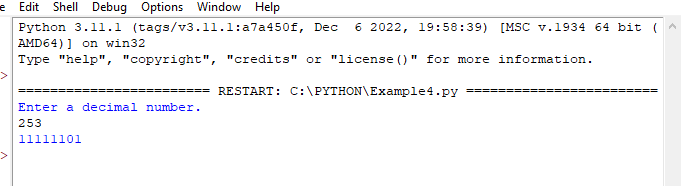 e Edit Shell Debug Options Window Help
Python 3.11.1 (tags/v3.11.1:a7a450f, Dec  6 2022, 19:58:39) [MSC v.1934 64 bit (
AMD64)] on win32
Type "help", "copyright", "credits" or "license()" for more information.
>
======================== RESTART: C:\PYTHON\Example4.py ========================
Enter a decimal number.
253
11111101
>